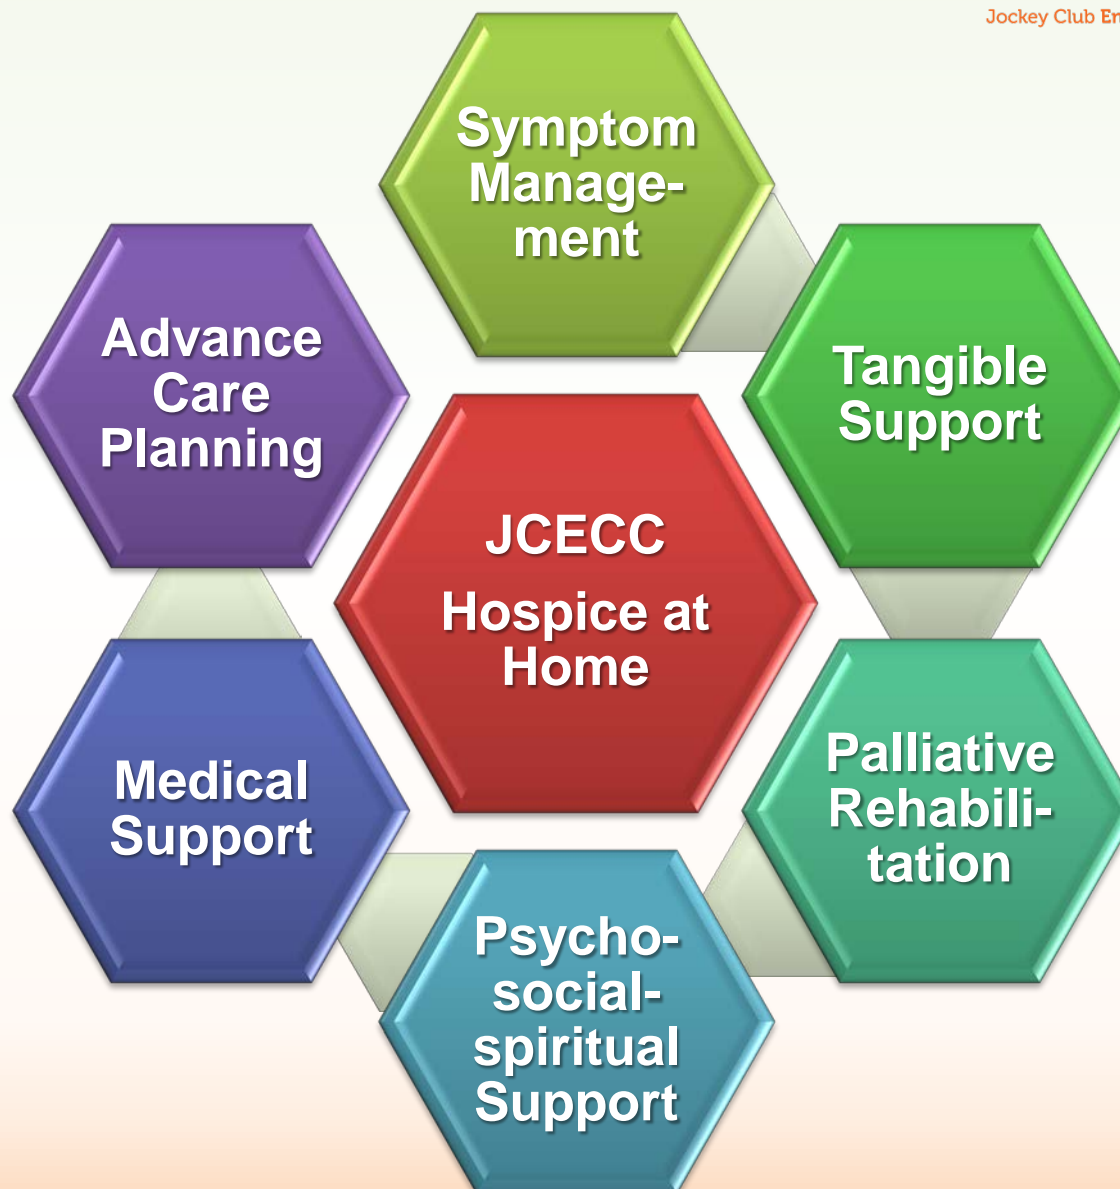 Jockey Club En
Symptom
Manage-
ment
Tangible
Support
Palliative
Rehabili-
tation
Psycho-
social-
spiritual
Support
Medical
Support
Advance
Care
Planning
JCECC
Hospice at
Home